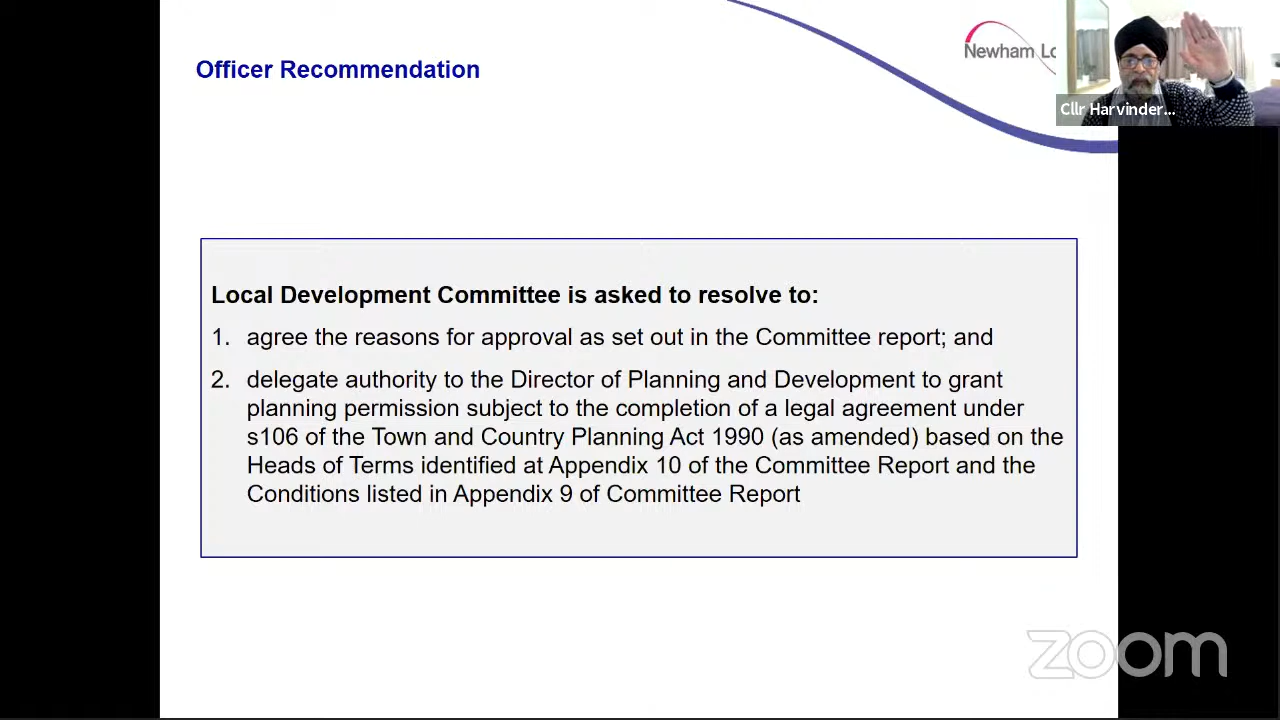 Officer Recommendation
Newham Lo
Cllr Harvinder...
Local Development Committee is asked to resolve to:
1. agree the reasons for approval as set out in the Committee report; and
2. delegate authority to the Director of Planning and Development to grant
planning permission subject to the completion of a legal agreement under
s106 of the Town and Country Planning Act 1990 (as amended) based on the
Heads of Terms identified at Appendix 10 of the Committee Report and the
Conditions listed in Appendix 9 of Committee Report
zoom